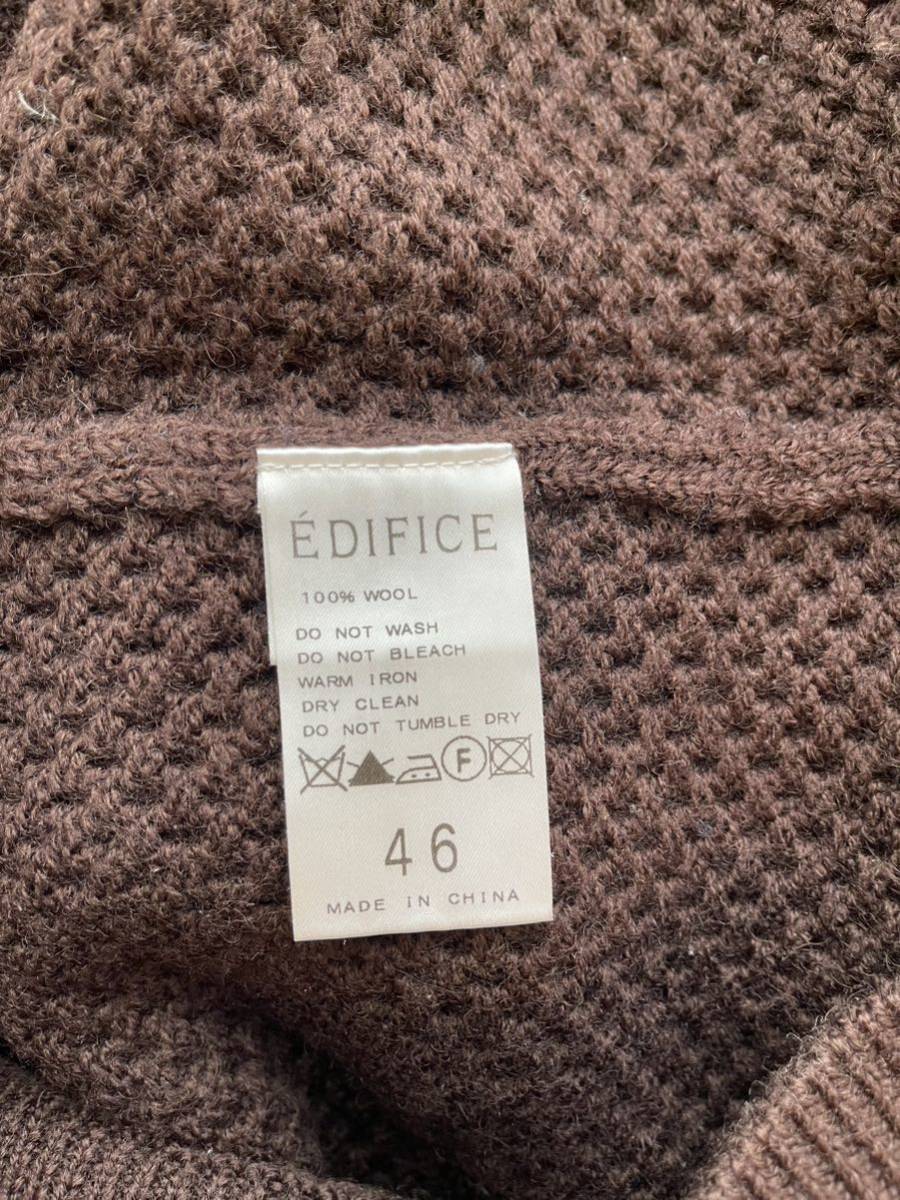 ÉDIFICE
100% WOOL
DO NOT WASH
DO NOT BLEACH
WARM IRON
DRY CLEAN
DO NOT TUMBLE DRY
F
46
MADE IN CHINA